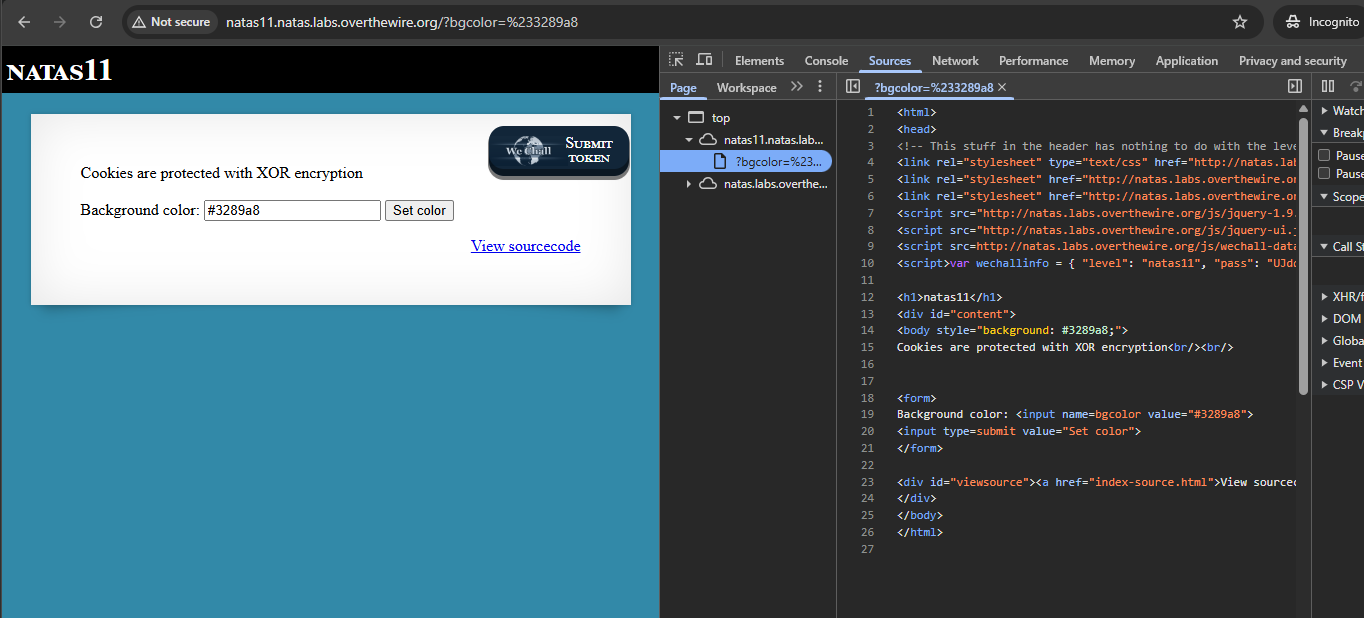 Not secure natas11.natas.labs.overthewire.org/?bgcolor=%233289a8 Incognito
NATAS11
We Chall
SUBMIT
TOKEN
Cookies are protected with XOR encryption
Background color: #3289a8 Set color
View sourcecode
Elements Console Sources Network Performance Memory Application Privacy and security
Page Workspace
?bgcolor=%233289a8
top
natas11.natas.lab...
?bgcolor=%23...
natas.labs.overthe...
1 <html>
2 <head>
3 <!-- This stuff in the header has nothing to do with the leve
4 <link rel="stylesheet" type="text/css" href="http://natas.lab
5 <link rel="stylesheet" href="http://natas.labs.overthewire.or
6 <link rel="stylesheet" href="http://natas.labs.overthewire.or
7 <script src="http://natas.labs.overthewire.org/js/jquery-1.9.
8 <script src="http://natas.labs.overthewire.org/js/jquery-ui.j
9 <script src=http://natas.labs.overthewire.org/js/wechall-data
10 <script>var wechallinfo = { "level": "natas11", "pass": "UJdq
11
12 <h1>natas11</h1>
13 <div id="content">
14 <body style="background: #3289a8;">
15 Cookies are protected with XOR encryption<br/><br/>
16
17
18 <form>
19 Background color: <input name=bgcolor value="#3289a8">
20 <input type=submit value="Set color">
21 </form>
22
23 <div id="viewsource"><a href="index-source.html">View sourcec
24 </div>
25 </body>
26 </html>
27
Watch
Breakp
Pause
Pause
Scope
Call St
XHR/f
DOM
Globa
Event
CSP V